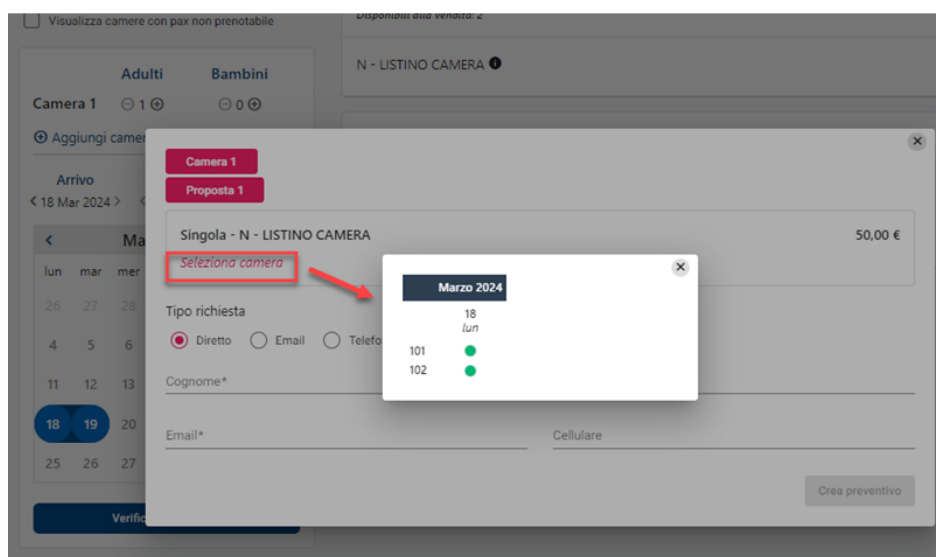 Visualizza camere con pax non prenotabile
Disponibili alla vendita: 2
N - LISTINO CAMERA
Adulti Bambini
Camera 1 1 0
Aggiungi camer
Arrivo
18 Mar 2024
Ma
lun mar mer
26 27 28
4 5 6
11 12 13
18 19 20
25 26 27
Verific
Camera 1
Proposta 1
Singola - N - LISTINO CAMERA 50,00 €
Seleziona camera
Tipo richiesta
Diretto Email Telefo
Cognome*
Email* Cellulare
Crea preventivo
Marzo 2024
18
lun
101
102